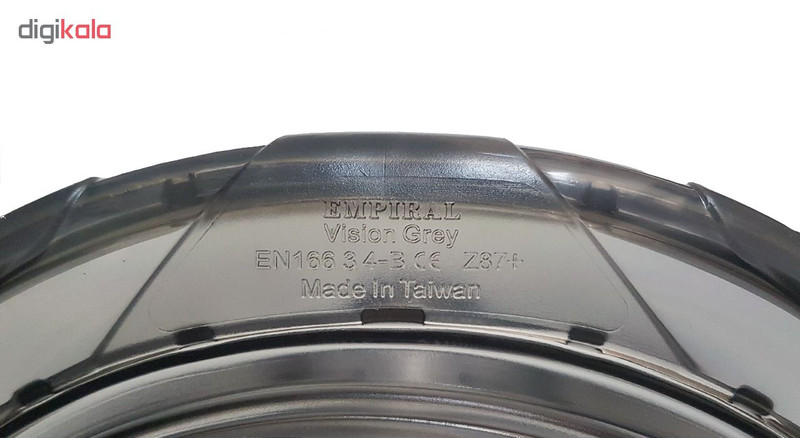 digikala
EMPIRAL
Vision Grey
EN166 3 4-B CE Z87+
Made In Taiwan